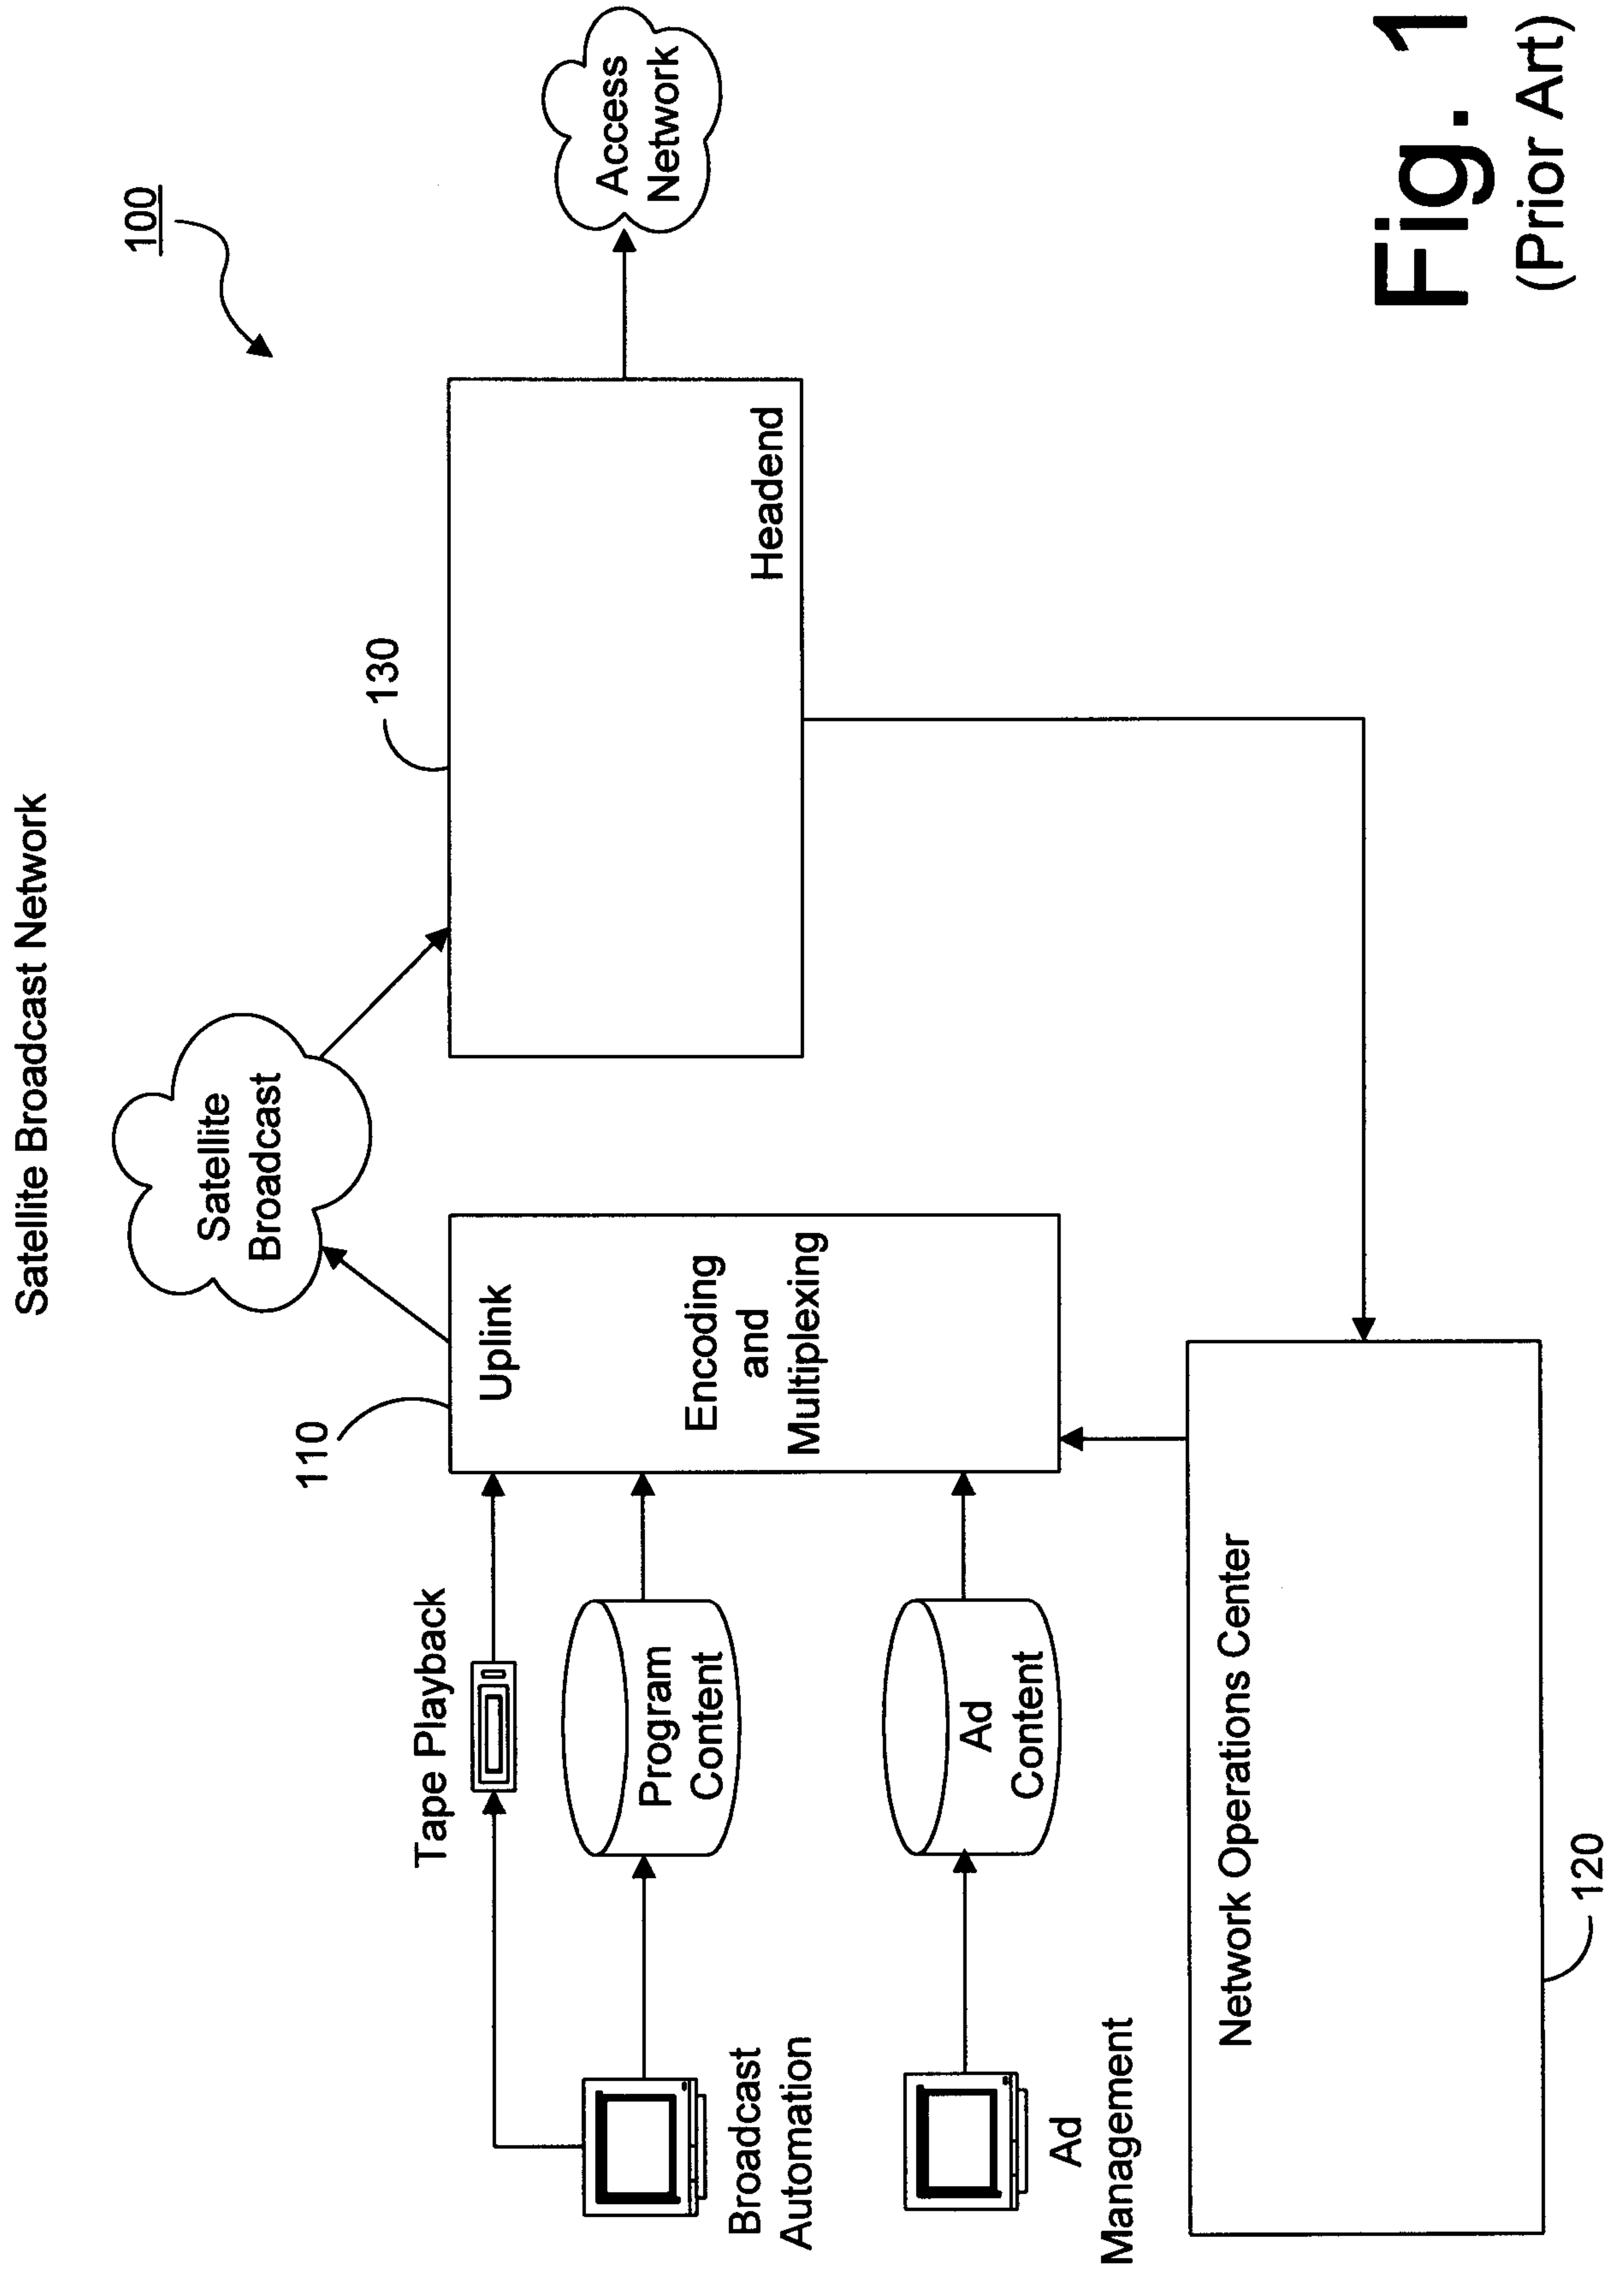 Satellite Broadcast Network
100
Satellite
Broadcast
110
130
Access
Network
Tape Playback
Uplink
Encoding
and
Multiplexing
Headend
Program
Content
Broadcast
Automation
Ad
Content
Ad
Management
Network Operations Center
120
Fig. 1
(Prior Art)